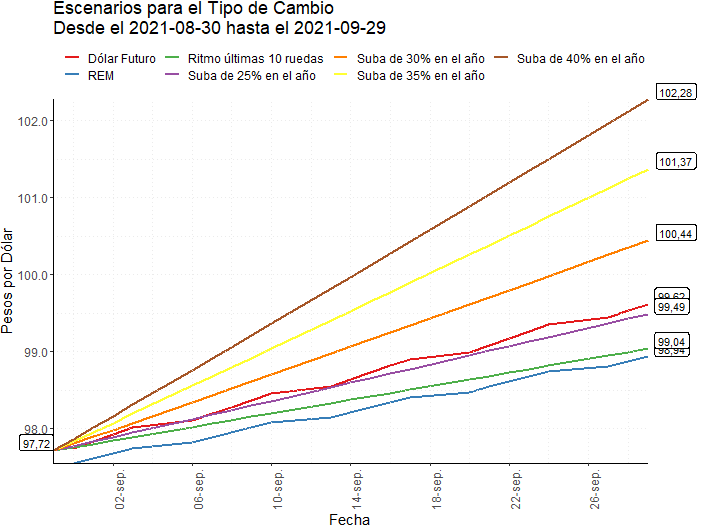 Escenarios para el Tipo de Cambio
Desde el 2021-08-30 hasta el 2021-09-29
Dólar Futuro Ritmo últimas 10 ruedas Suba de 30% en el año Suba de 40% en el año
REM Suba de 25% en el año Suba de 35% en el año
Pesos por Dólar
102.0
101.0
100.0
99.0
98.0
97,72
102,28
101,37
100,44
99,62
99,49
99,04
98,94
02-sep.
06-sep.
10-sep.
14-sep.
18-sep.
22-sep.
26-sep.
Fecha